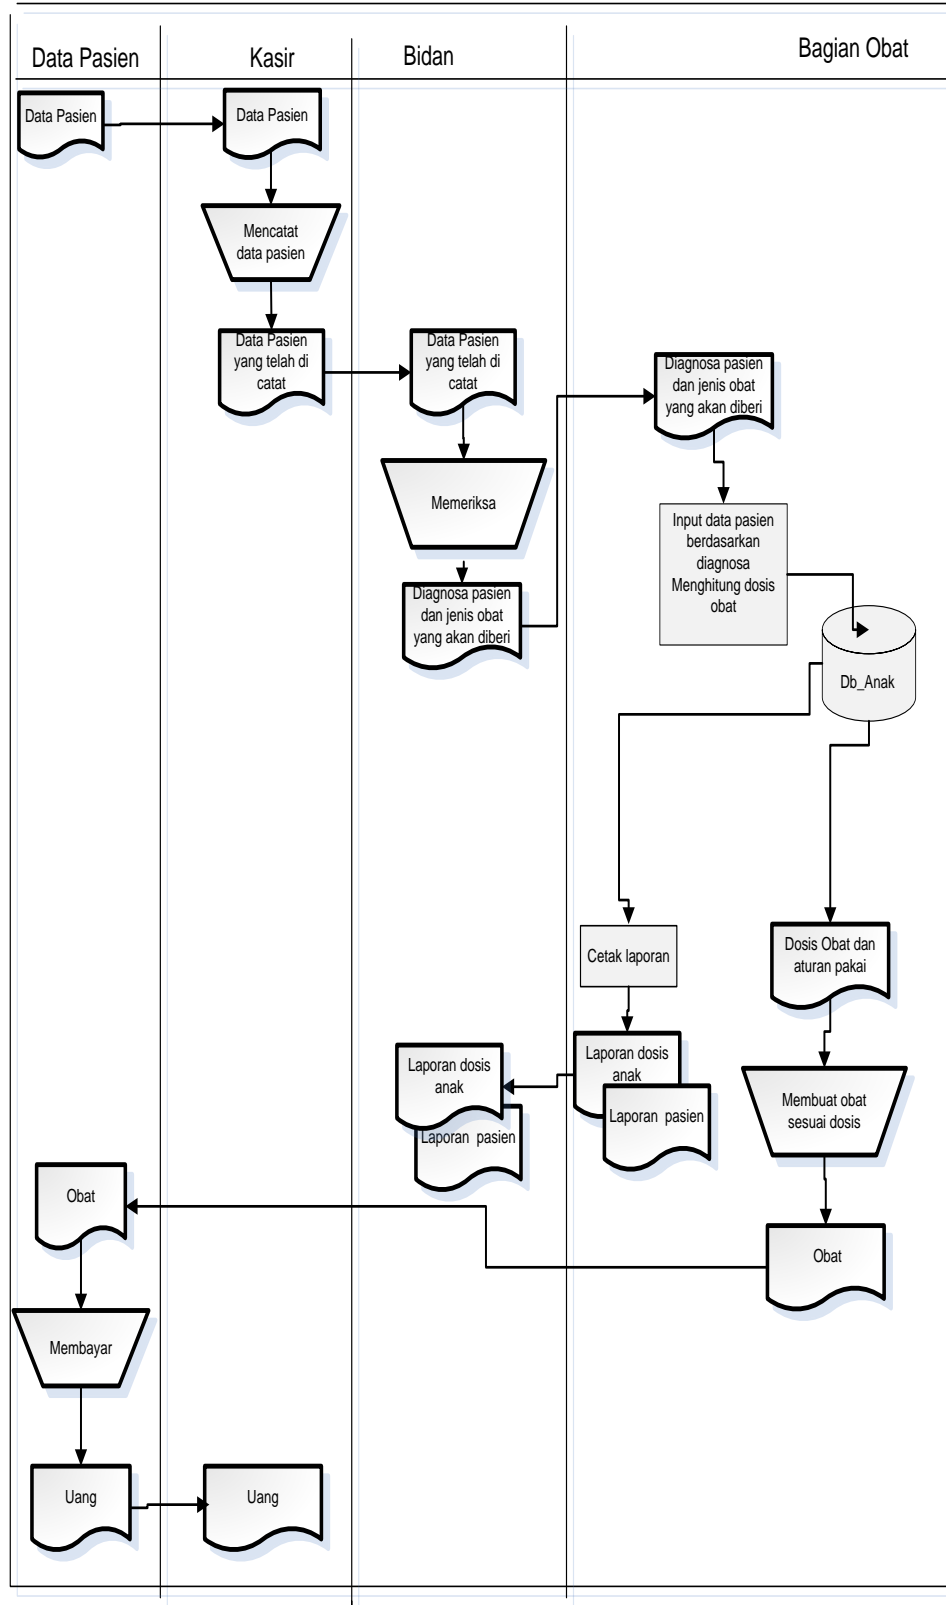 Data Pasien
Kasir
Bidan
Bagian Obat
Data Pasien
Data Pasien
Mencatat
data pasien
Data Pasien
yang telah di
catat
Data Pasien
yang telah di
catat
Diagnosa pasien
dan jenis obat
yang akan diberi
Memeriksa
Input data pasien
berdasarkan
diagnosa
Menghitung dosis
obat
Diagnosa pasien
dan jenis obat
yang akan diberi
Db_Anak
Cetak laporan
Dosis Obat dan
aturan pakai
Laporan dosis
anak
Laporan pasien
Laporan dosis
anak
Laporan pasien
Membuat obat
sesuai dosis
Obat
Obat
Membayar
Uang
Uang